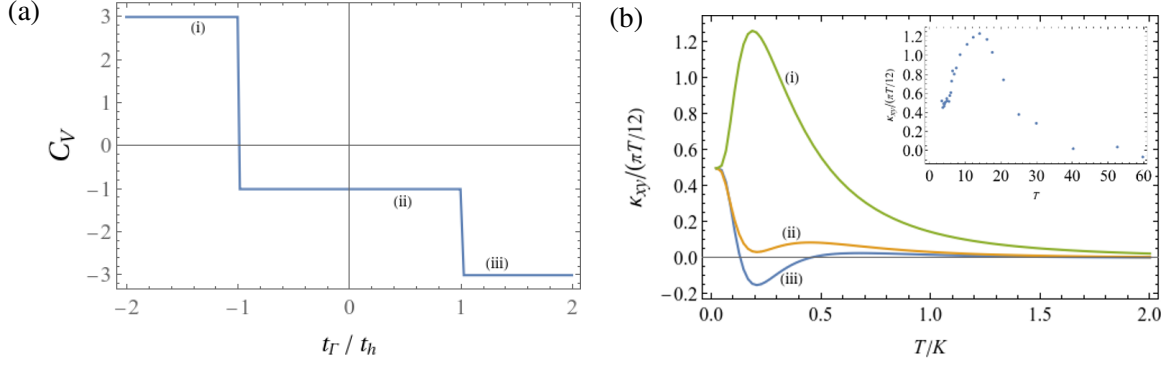 (a)
C_V
3
2
1
0
−1
−2
−3
(i)
(ii)
(iii)
−2
−1
0
1
2
t_Γ / t_h
(b)
κ_xy/(πT/12)
1.2
1.0
0.8
0.6
0.4
0.2
0.0
−0.2
(i)
(ii)
(iii)
0.0
0.5
1.0
1.5
2.0
T/K
κ_xy/(πT/12)
1.2
1.0
0.8
0.6
0.4
0.2
0.0
0
10
20
30
40
50
60
T